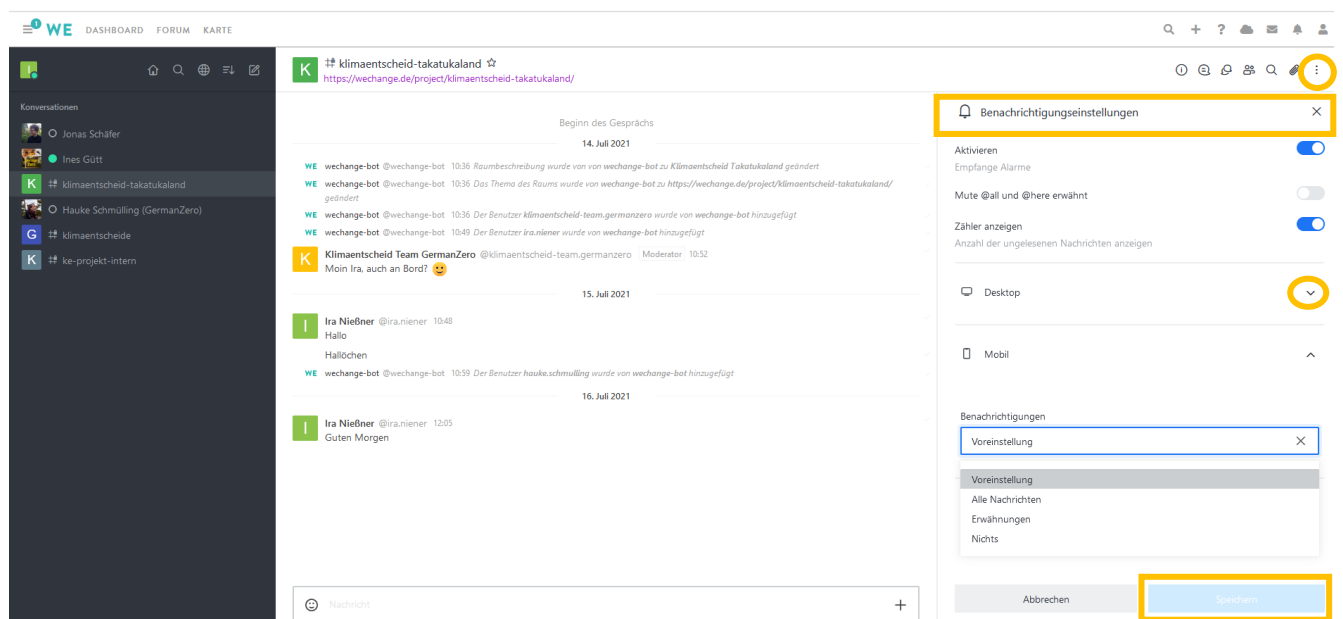 1
WE DASHBOARD FORUM KARTE
I
Konversationen
Jonas Schäfer
Ines Gütt
K klimaentscheid-takatukaland
Hauke Schmülling (GermanZero)
G klimaentscheide
K ke-projekt-intern
K klimaentscheid-takatukaland
https://wechange.de/project/klimaentscheid-takatukaland/
Beginn des Gesprächs
14. Juli 2021
WE wechange-bot @wechange-bot 10:36 Raumbeschreibung wurde von von wechange-bot zu Klimaentscheid Takatukaland geändert
WE wechange-bot @wechange-bot 10:36 Das Thema des Raums wurde von wechange-bot zu https://wechange.de/project/klimaentscheid-takatukaland/
geändert
WE wechange-bot @wechange-bot 10:36 Der Benutzer klimaentscheid-team.germanzero wurde von wechange-bot hinzugefügt
WE wechange-bot @wechange-bot 10:49 Der Benutzer ira.niener wurde von wechange-bot hinzugefügt
K Klimaentscheid Team GermanZero @klimaentscheid-team.germanzero Moderator 10:52
Moin Ira, auch an Bord? 🙂
15. Juli 2021
I Ira Nießner @ira.niener 10:48
Hallo
Hallöchen
WE wechange-bot @wechange-bot 10:59 Der Benutzer hauke.schmulling wurde von wechange-bot hinzugefügt
16. Juli 2021
I Ira Nießner @ira.niener 12:05
Guten Morgen
Nachricht
Benachrichtigungseinstellungen
Aktivieren
Empfange Alarme
Mute @all und @here erwähnt
Zähler anzeigen
Anzahl der ungelesenen Nachrichten anzeigen
Desktop
Mobil
Benachrichtigungen
Voreinstellung
Voreinstellung
Alle Nachrichten
Erwähnungen
Nichts
Abbrechen
Speichern